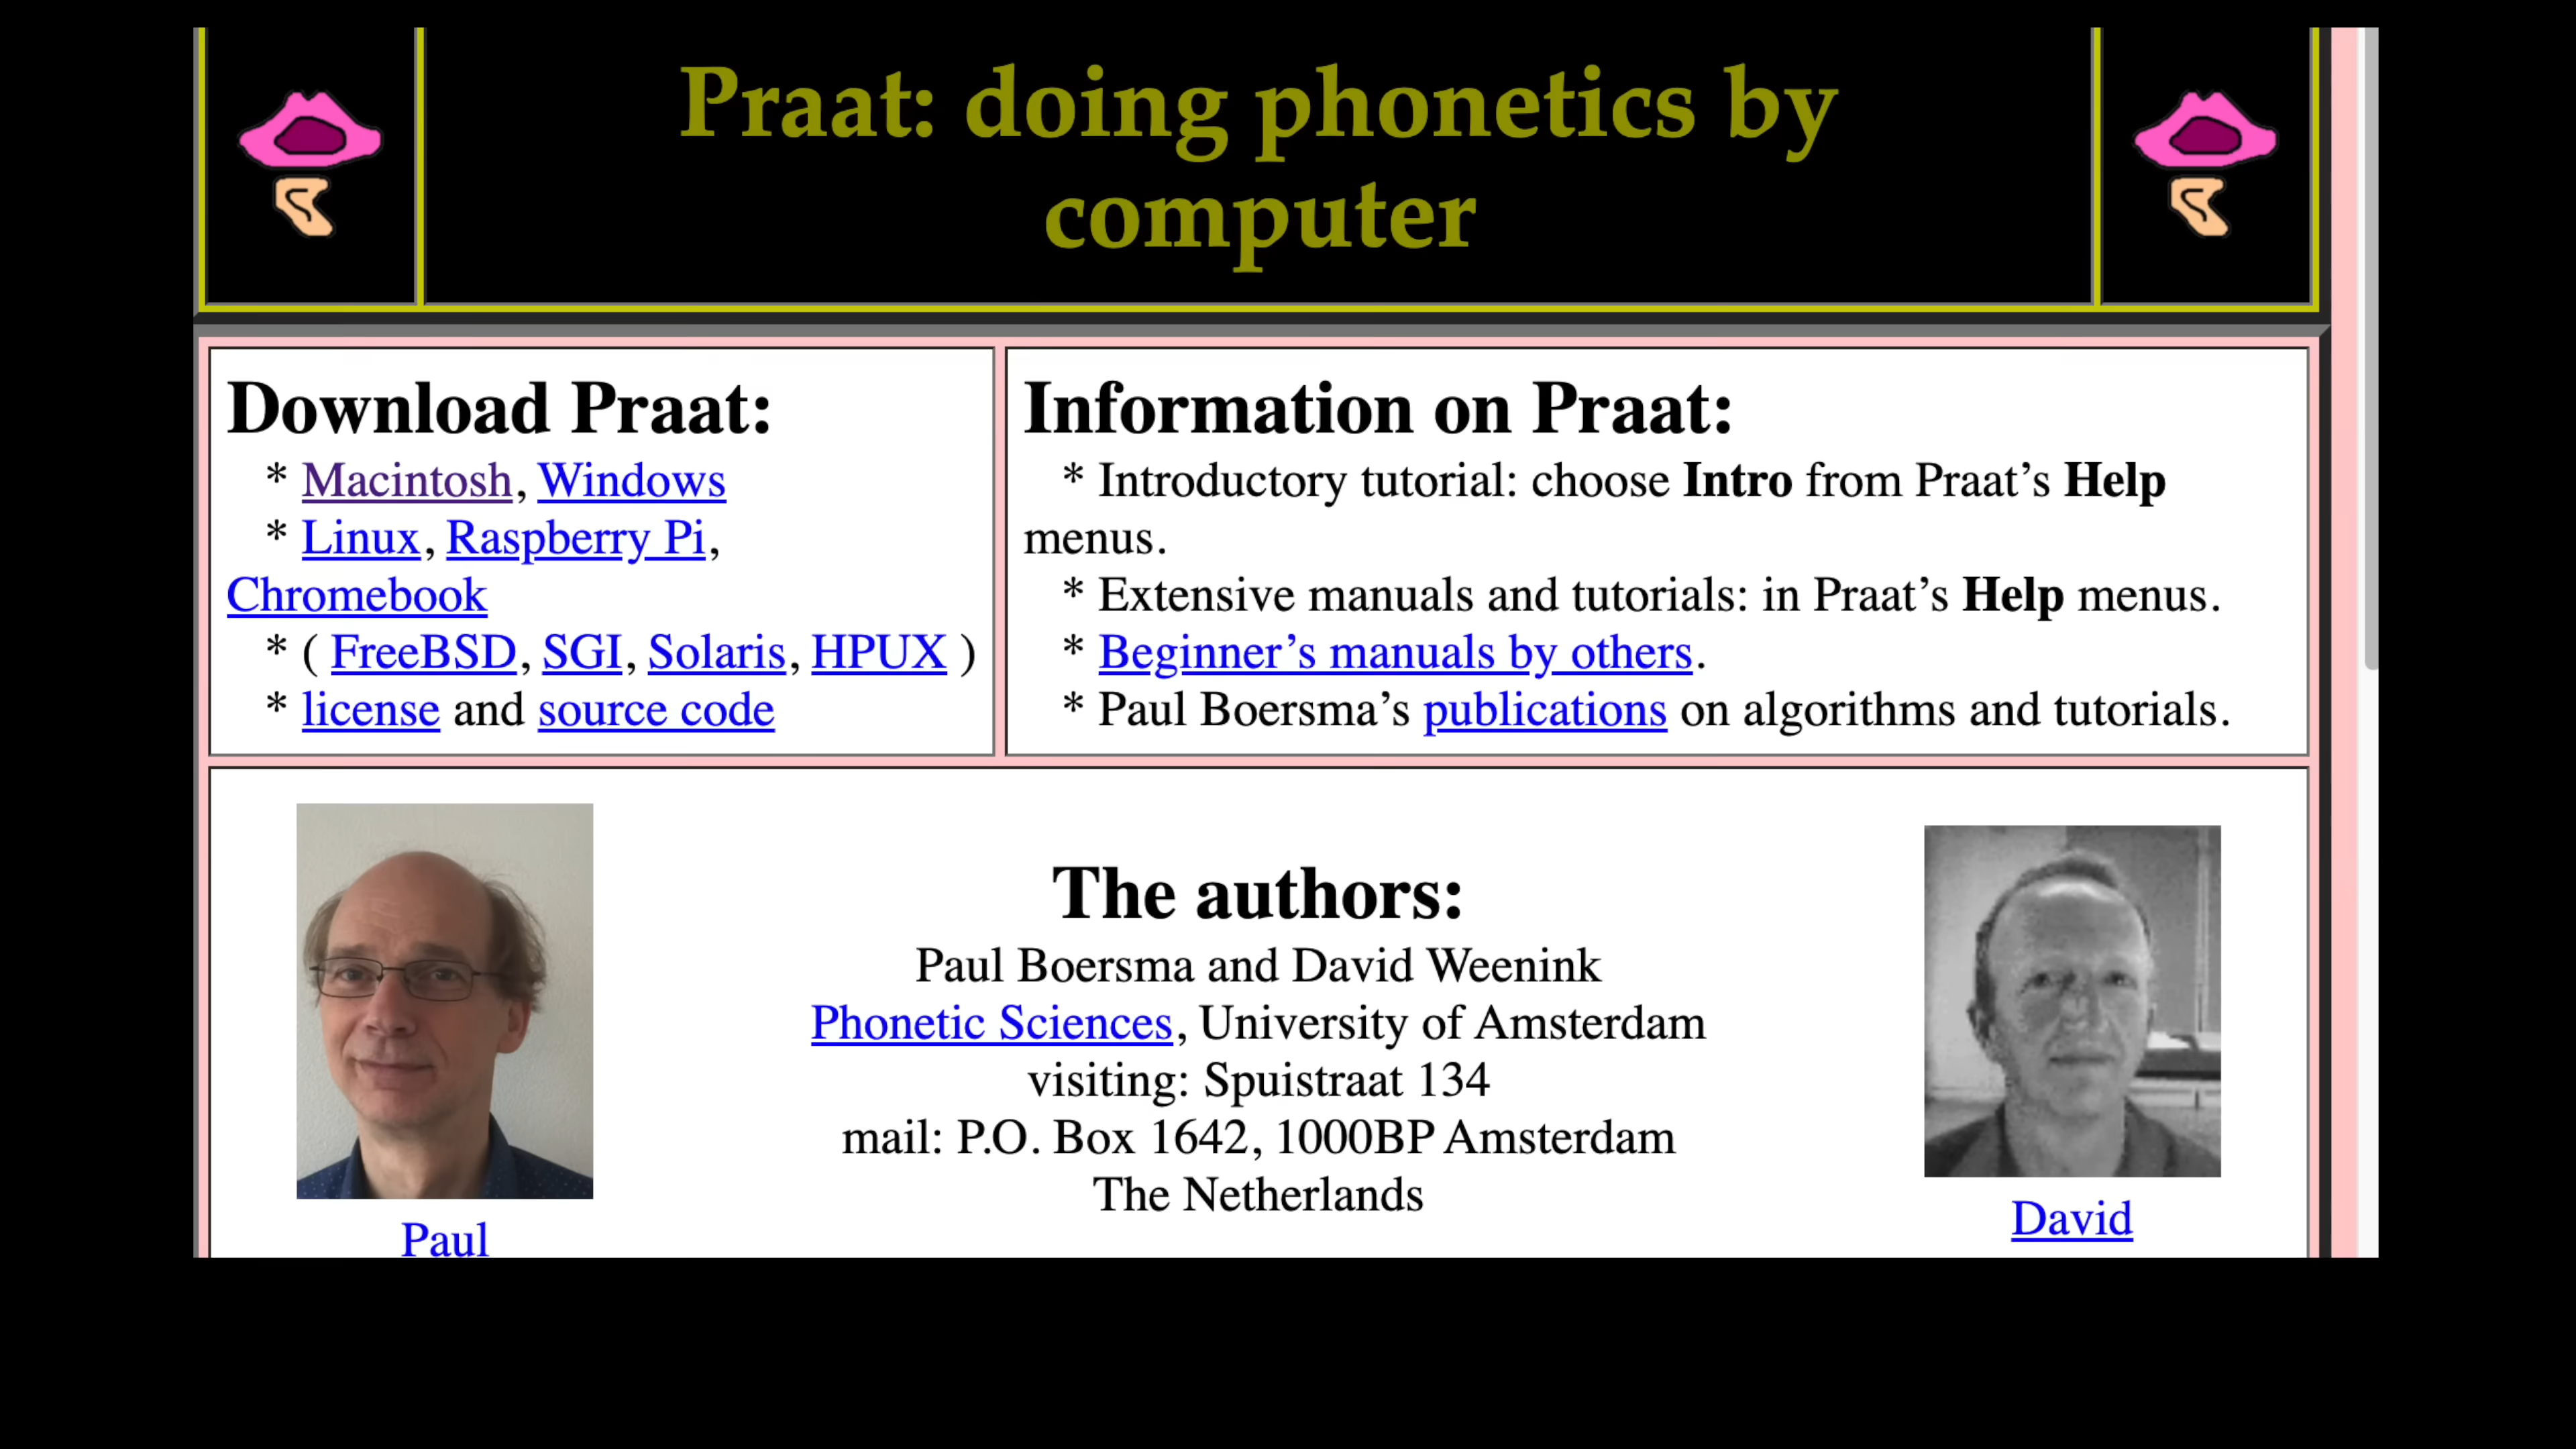 Praat: doing phonetics by
computer
Download Praat:
* Macintosh, Windows
* Linux, Raspberry Pi,
Chromebook
* ( FreeBSD, SGI, Solaris, HPUX )
* license and source code
Information on Praat:
* Introductory tutorial: choose Intro from Praat’s Help
menus.
* Extensive manuals and tutorials: in Praat’s Help menus.
* Beginner’s manuals by others.
* Paul Boersma’s publications on algorithms and tutorials.
The authors:
Paul Boersma and David Weenink
Phonetic Sciences, University of Amsterdam
visiting: Spuistraat 134
mail: P.O. Box 1642, 1000BP Amsterdam
The Netherlands
Paul
David